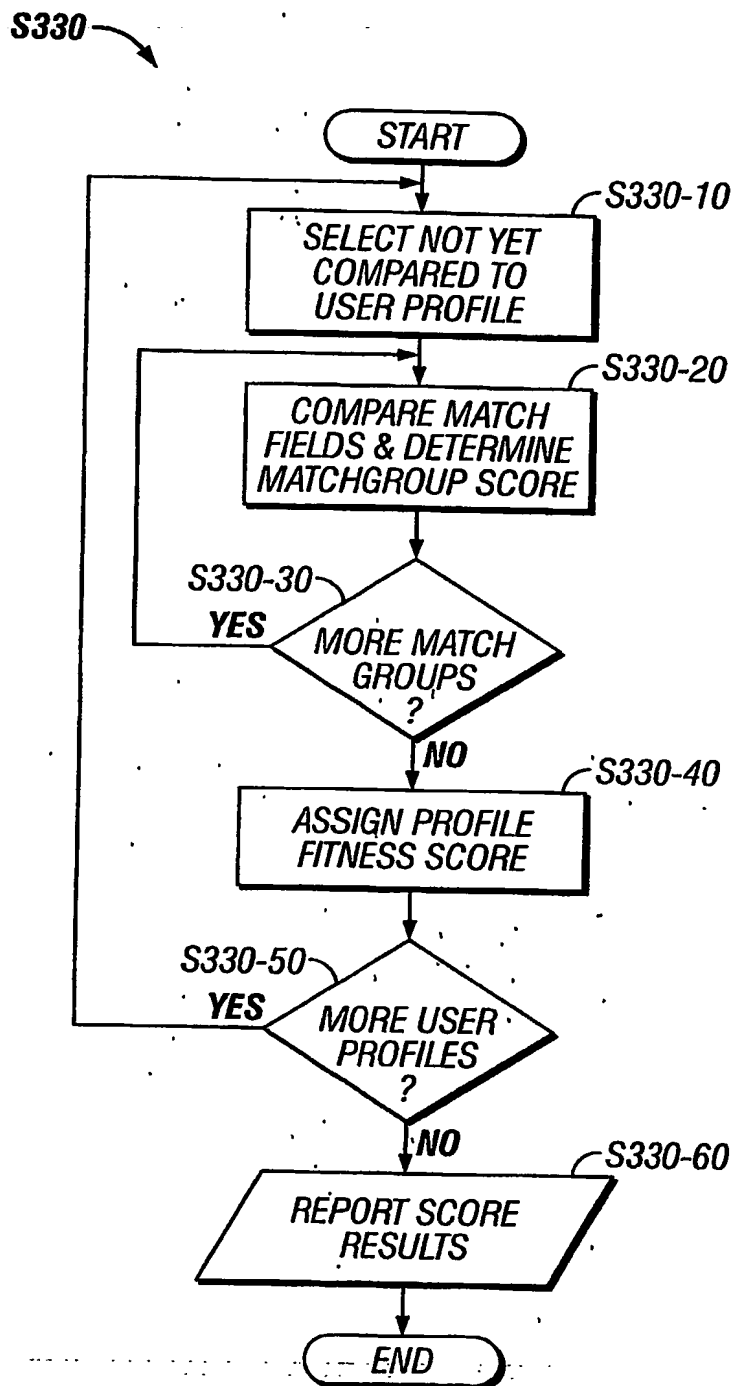 S330
START
S330-10
SELECT NOT YET
COMPARED TO
USER PROFILE
S330-20
COMPARE MATCH
FIELDS & DETERMINE
MATCHGROUP SCORE
S330-30
YES
MORE MATCH
GROUPS
?
NO
S330-40
ASSIGN PROFILE
FITNESS SCORE
S330-50
YES
MORE USER
PROFILES
?
NO
S330-60
REPORT SCORE
RESULTS
END